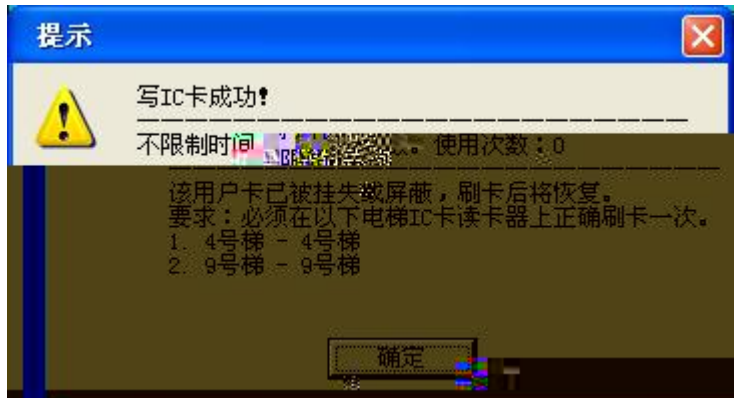 提示
写IC卡成功!
不限制时间 。使用次数:0
该用户卡已被挂失或屏蔽,刷卡后将恢复。
要求:必须在以下电梯IC卡读卡器上正确刷卡一次。
1. 4号梯 - 4号梯
2. 9号梯 - 9号梯
确定